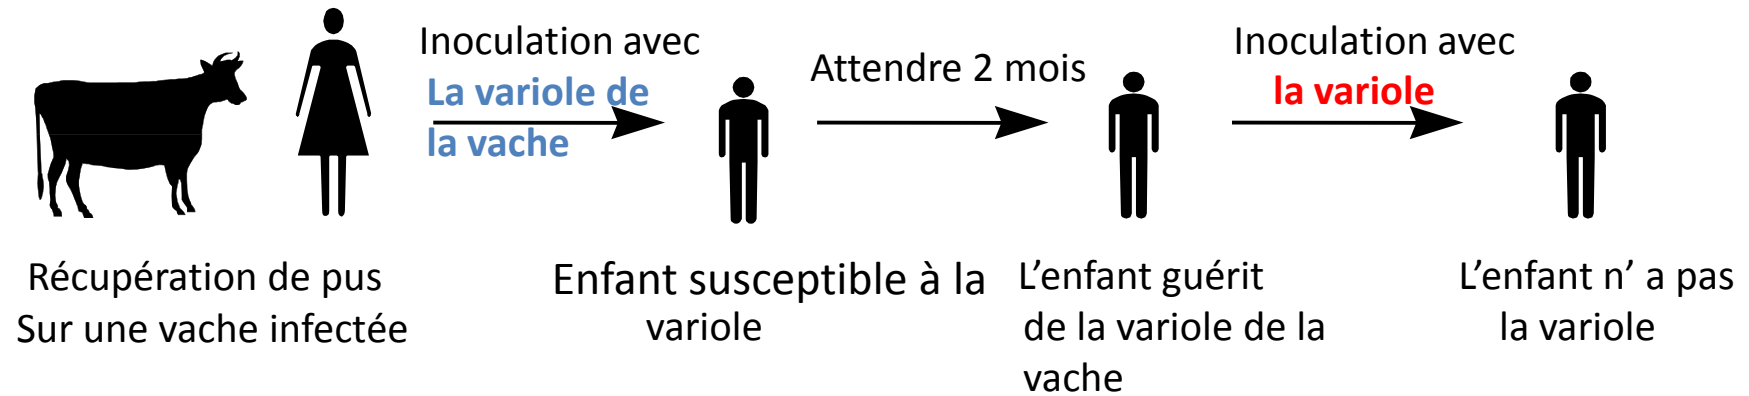 Inoculation avec
La variole de
la vache
Attendre 2 mois
Inoculation avec
la variole
Récupération de pus
Sur une vache infectée
Enfant susceptible à la
variole
L'enfant guérit
de la variole de la
vache
L'enfant n' a pas
la variole